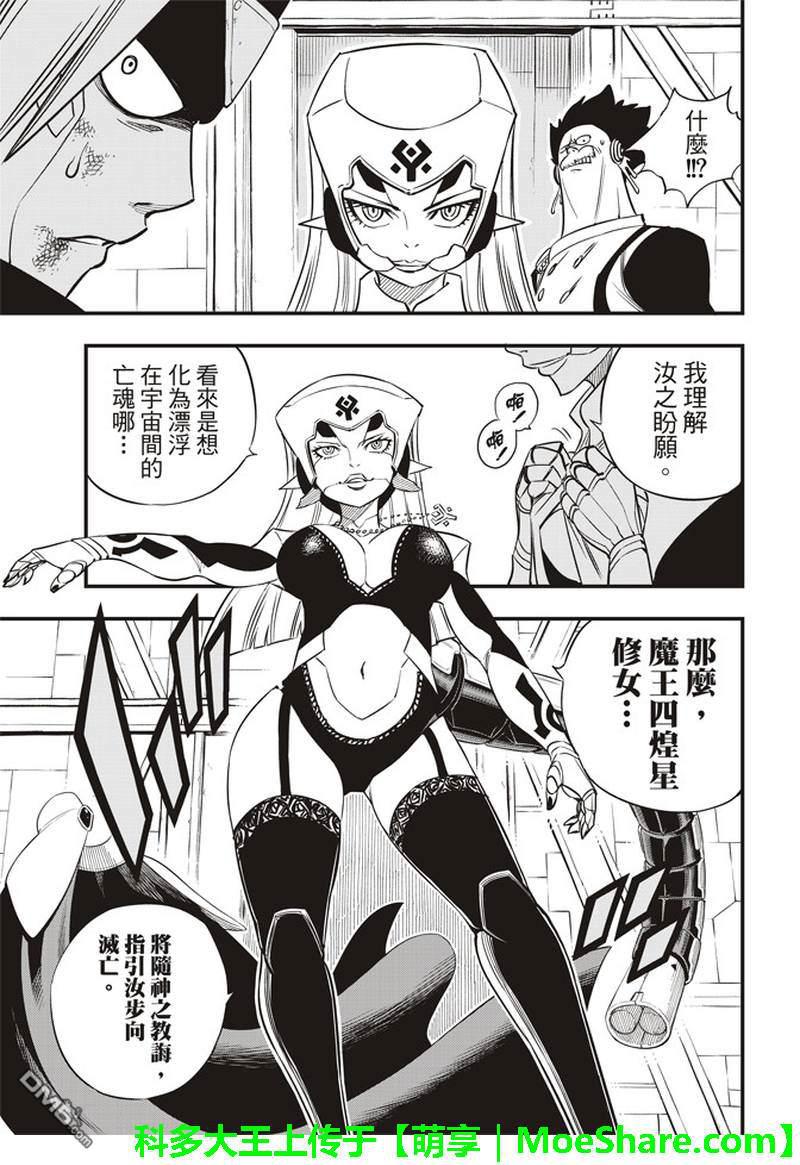 什麼!!?
我理解
汝之盼願。
看來是想
化為漂浮
在宇宙間的
亡魂哪…
那麼，
魔王四煌星
修女…
將隨神之教誨，
指引汝步向
滅亡。
DM5.com
科多大王上传于【萌享】|MoeShare.com